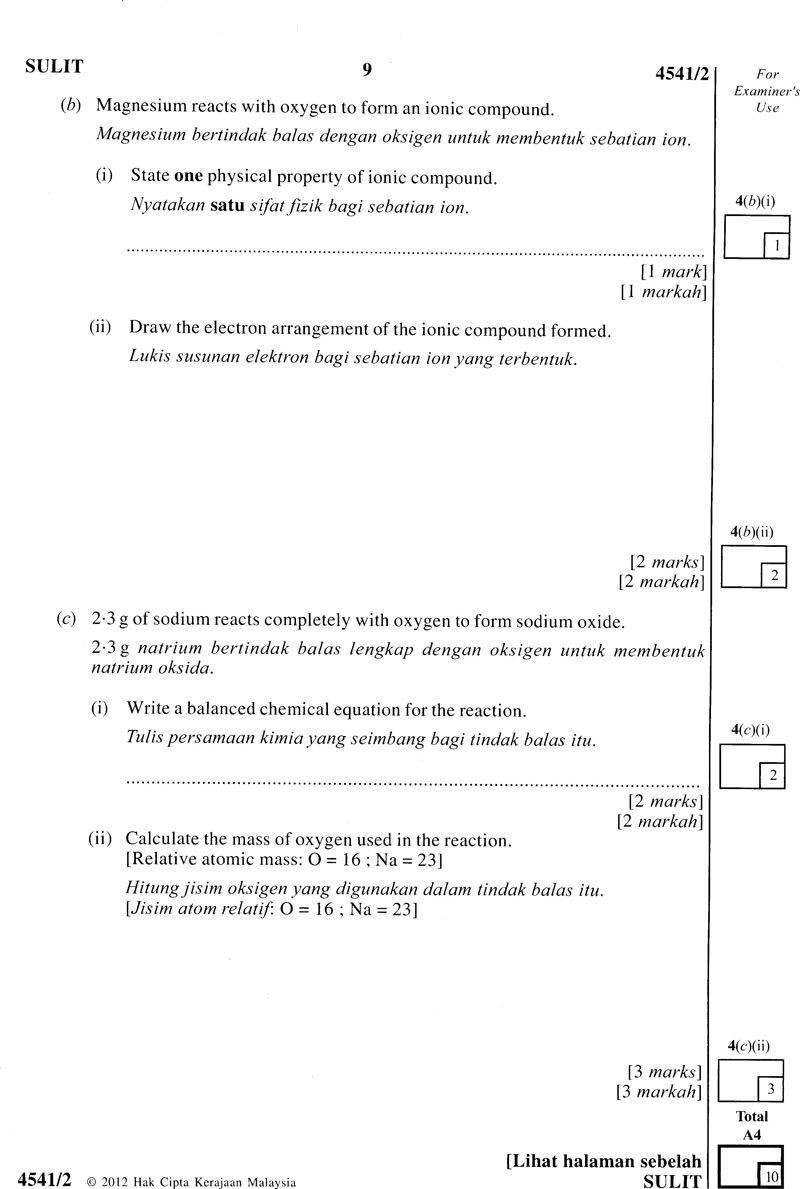 SULIT 9 4541/2
For
Examiner's
Use
(b) Magnesium reacts with oxygen to form an ionic compound.
Magnesium bertindak balas dengan oksigen untuk membentuk sebatian ion.
(i) State one physical property of ionic compound.
Nyatakan satu sifat fizik bagi sebatian ion.
4(b)(i)
1
[1 mark]
[1 markah]
(ii) Draw the electron arrangement of the ionic compound formed.
Lukis susunan elektron bagi sebatian ion yang terbentuk.
4(b)(ii)
2
[2 marks]
[2 markah]
(c) 2·3 g of sodium reacts completely with oxygen to form sodium oxide.
2·3 g natrium bertindak balas lengkap dengan oksigen untuk membentuk
natrium oksida.
(i) Write a balanced chemical equation for the reaction.
Tulis persamaan kimia yang seimbang bagi tindak balas itu.
4(c)(i)
2
[2 marks]
[2 markah]
(ii) Calculate the mass of oxygen used in the reaction.
[Relative atomic mass: O = 16 ; Na = 23]
Hitung jisim oksigen yang digunakan dalam tindak balas itu.
[Jisim atom relatif: O = 16 ; Na = 23]
4(c)(ii)
3
[3 marks]
[3 markah]
Total
A4
10
[Lihat halaman sebelah
4541/2 © 2012 Hak Cipta Kerajaan Malaysia SULIT